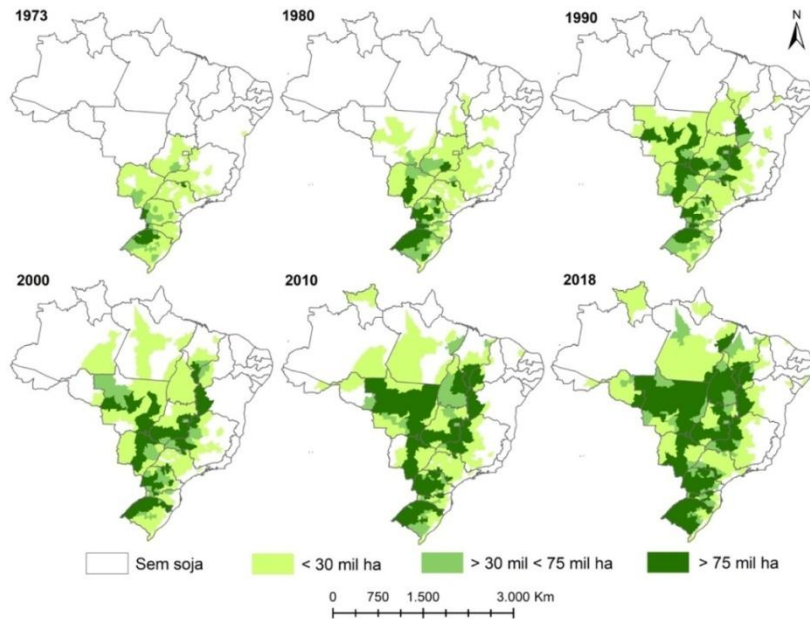 1973
1980
1990
N
2000
2010
2018
Sem soja
< 30 mil ha
> 30 mil < 75 mil ha
> 75 mil ha
0 750 1.500 3.000 Km